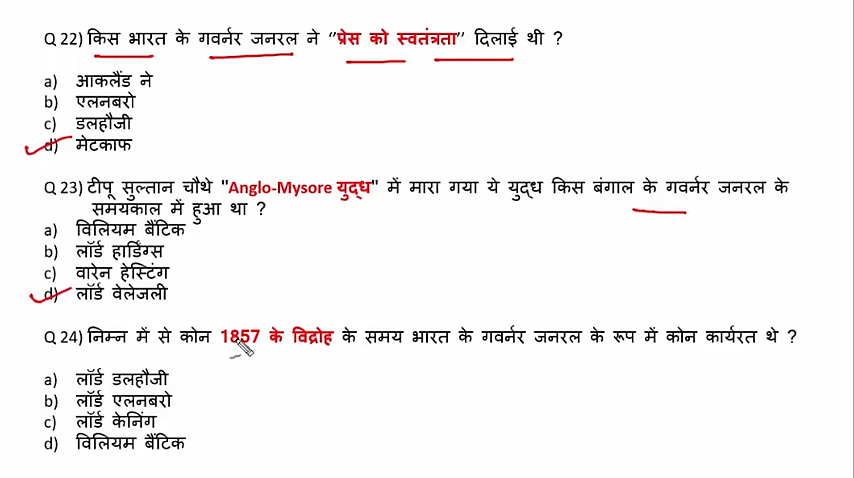 Q 22) किस भारत के गवर्नर जनरल ने ‘’प्रेस को स्वतंत्रता’’ दिलाई थी ?
a) आकलैंड ने
b) एलनबरो
c) डलहौजी
d) मेटकाफ
Q 23) टीपू सुल्तान चौथे "Anglo-Mysore युद्ध" में मारा गया ये युद्ध किस बंगाल के गवर्नर जनरल के
समयकाल में हुआ था ?
a) विलियम बैंटिक
b) लॉर्ड हार्डिंग्स
c) वारेन हेस्टिंग
d) लॉर्ड वेलेजली
Q 24) निम्न में से कोन 1857 के विद्रोह के समय भारत के गवर्नर जनरल के रूप में कोन कार्यरत थे ?
a) लॉर्ड डलहौजी
b) लॉर्ड एलनबरो
c) लॉर्ड केनिंग
d) विलियम बैंटिक